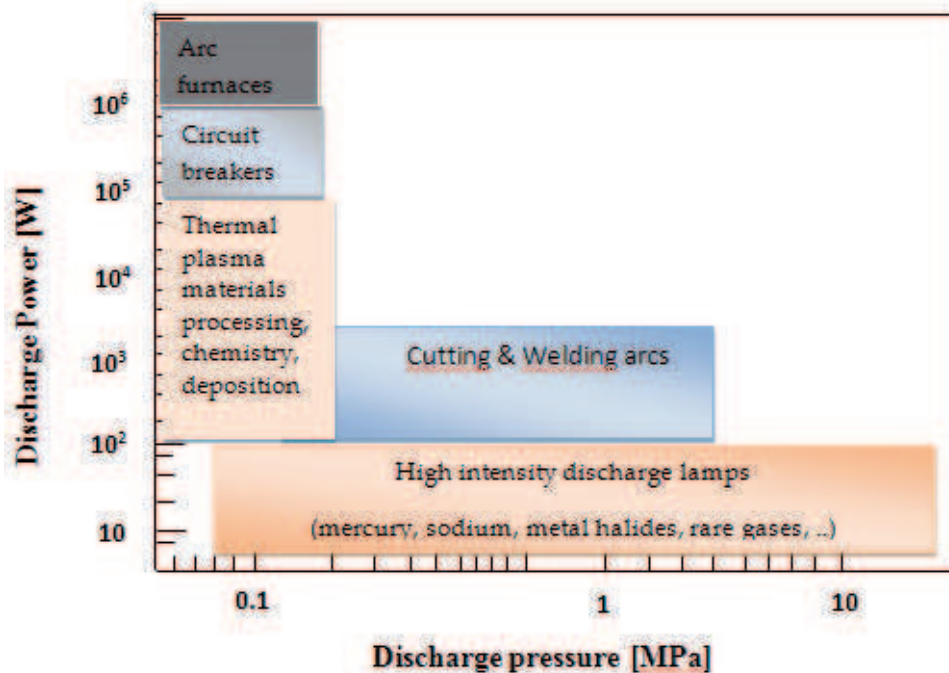 Arc
furnaces
Circuit
breakers
Thermal
plasma
materials
processing,
chemistry,
deposition
Cutting & Welding arcs
High intensity discharge lamps
(mercury, sodium, metal halides, rare gases, ..)
Discharge Power [W]
10⁶
10⁵
10⁴
10³
10²
10
0.1
1
10
Discharge pressure [MPa]